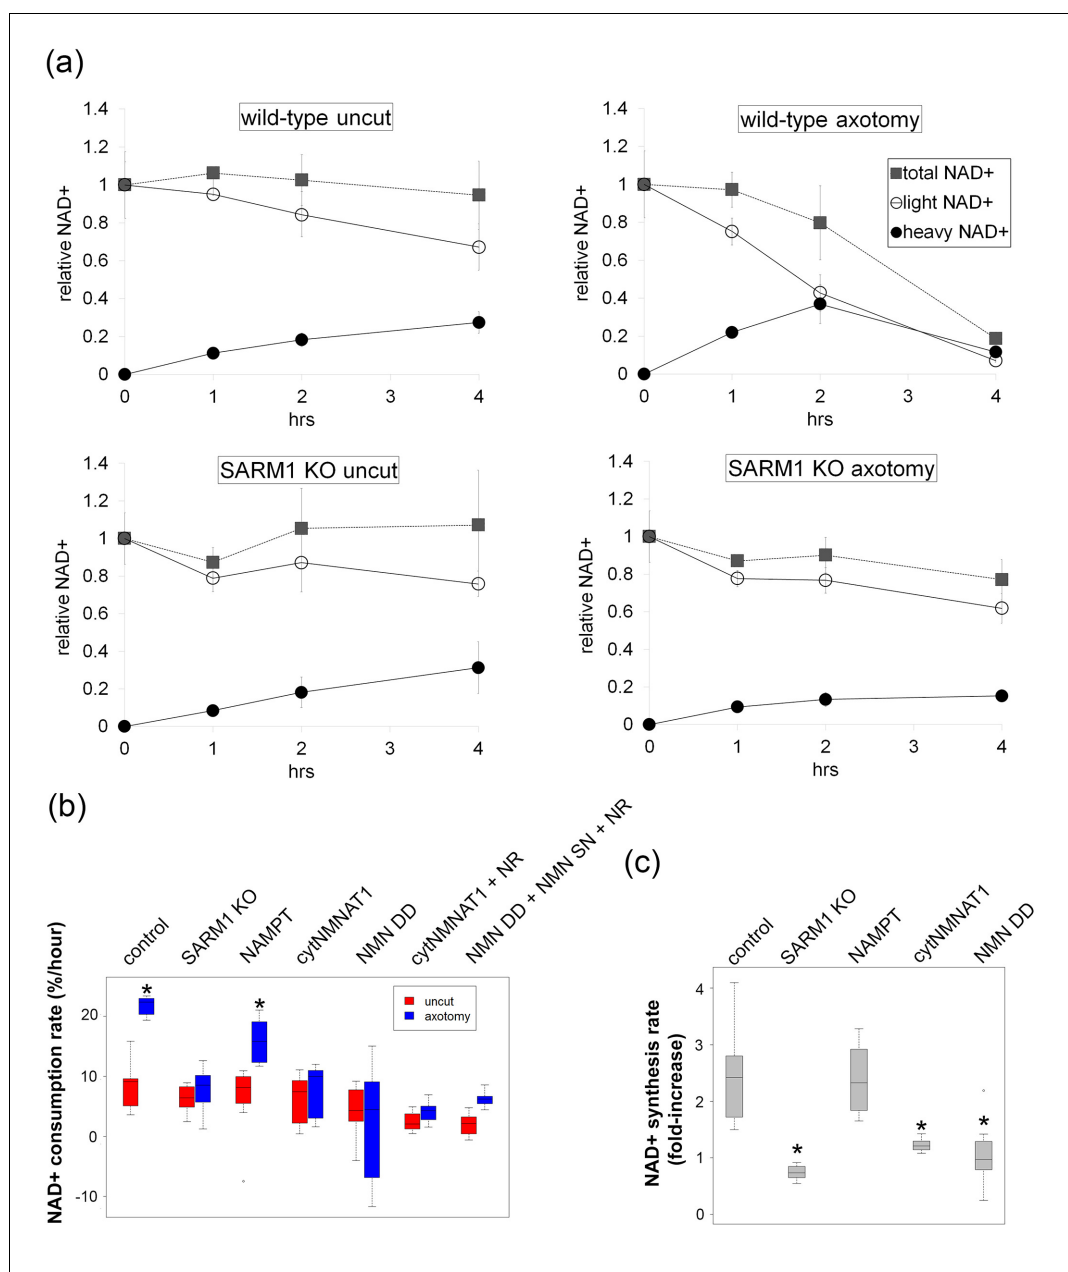 (a)
wild-type uncut
relative NAD+
1.4
1.2
1
0.8
0.6
0.4
0.2
0
0 1 2 3 4
hrs
wild-type axotomy
relative NAD+
1.4
1.2
1
0.8
0.6
0.4
0.2
0
0 1 2 3 4
hrs
total NAD+
light NAD+
heavy NAD+
SARM1 KO uncut
relative NAD+
1.4
1.2
1
0.8
0.6
0.4
0.2
0
0 1 2 3 4
hrs
SARM1 KO axotomy
relative NAD+
1.4
1.2
1
0.8
0.6
0.4
0.2
0
0 1 2 3 4
hrs
(b)
control
SARM1 KO
NAMPT
cytNMNAT1
NMN DD
cytNMNAT1 + NR
NMN DD + NMN SN + NR
NAD+ consumption rate (%/hour)
20
10
0
-10
* *
uncut
axotomy
(c)
control
SARM1 KO
NAMPT
cytNMNAT1
NMN DD
NAD+ synthesis rate
(fold-increase)
4
3
2
1
0
* * *